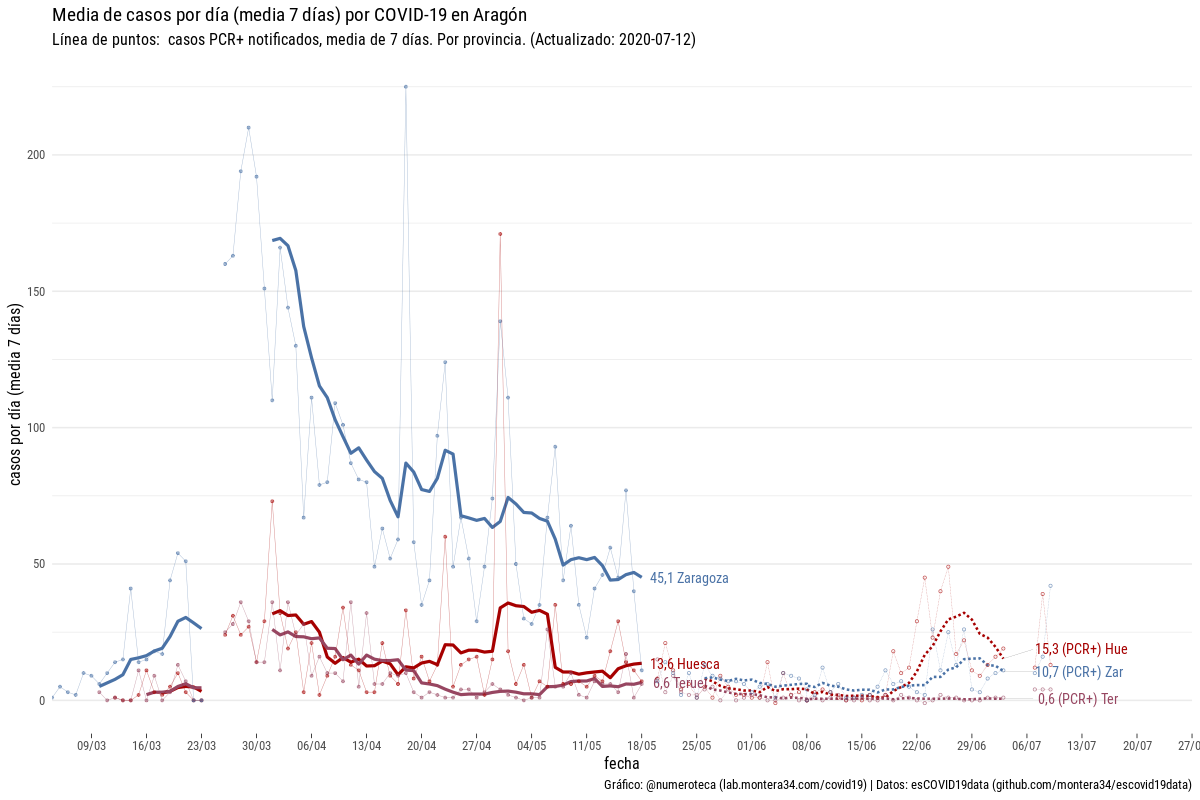 Media de casos por día (media 7 días) por COVID-19 en Aragón
Línea de puntos:  casos PCR+ notificados, media de 7 días. Por provincia. (Actualizado: 2020-07-12)
casos por día (media 7 días)
200
150
100
50
0
45,1 Zaragoza
13,6 Huesca
6,6 Teruel
15,3 (PCR+) Hue
10,7 (PCR+) Zar
0,6 (PCR+) Ter
09/03 16/03 23/03 30/03 06/04 13/04 20/04 27/04 04/05 11/05 18/05 25/05 01/06 08/06 15/06 22/06 29/06 06/07 13/07 20/07 27/0
fecha
Gráfico: @numeroteca (lab.montera34.com/covid19) | Datos: esCOVID19data (github.com/montera34/escovid19data)